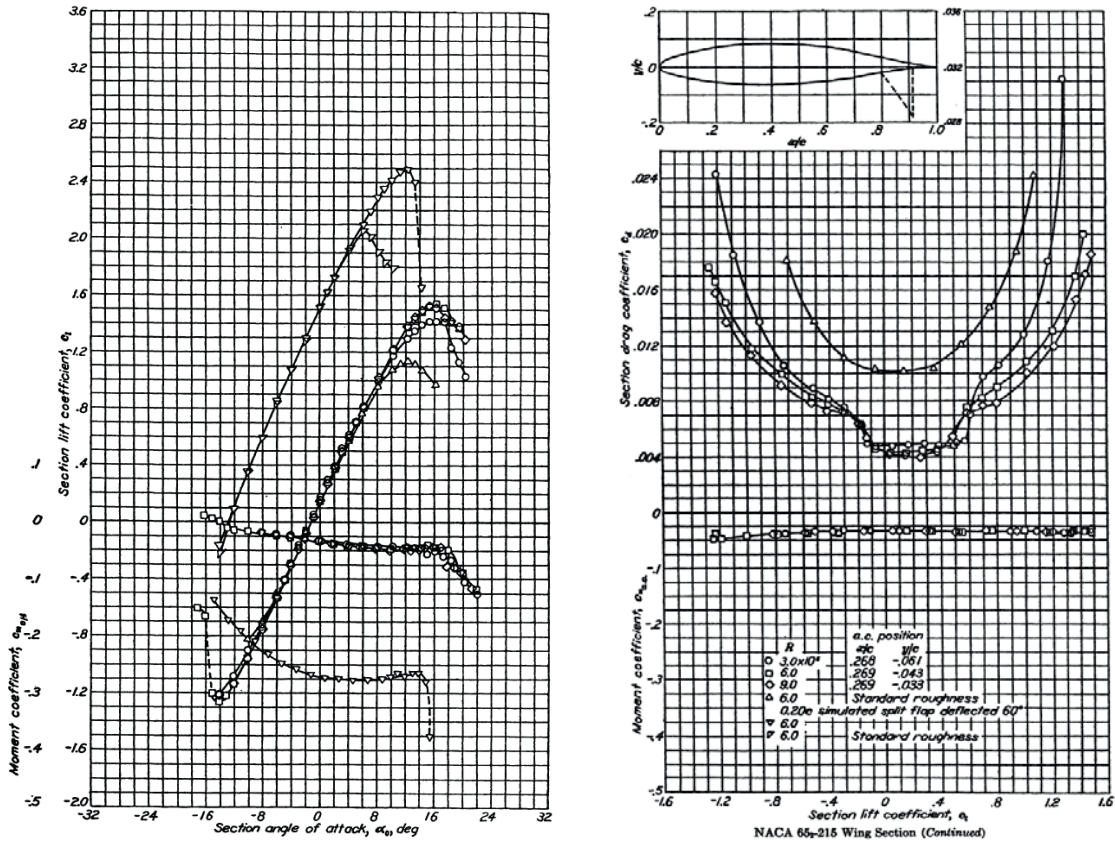 3.6
3.2
2.8
2.4
2.0
1.6
1.2
.8
.4
0
-.4
-.8
-1.2
-1.6
-2.0
Section lift coefficient, c_l
.1
0
-.1
-.2
-.3
-.4
-.5
Moment coefficient, c_mc/4
-32 -24 -16 -8 0 8 16 24 32
Section angle of attack, α₀, deg
.2
0
-.2
y/c
0 .2 .4 .6 .8 1.0
x/c
.036
.032
.028
.024
.020
.016
.012
.008
.004
0
Section drag coefficient, c_d
-.1
-.2
-.3
-.4
-.5
Moment coefficient, c_ma.c.
a.c. position
R x/c y/c
3.0×10⁶ .268 -.061
6.0 .269 -.043
9.0 .269 -.033
6.0 Standard roughness
0.20c simulated split flap deflected 60°
6.0
6.0 Standard roughness
-1.6 -1.2 -.8 -.4 0 .4 .8 1.2 1.6
Section lift coefficient, c_l
NACA 65₂-215 Wing Section (Continued)